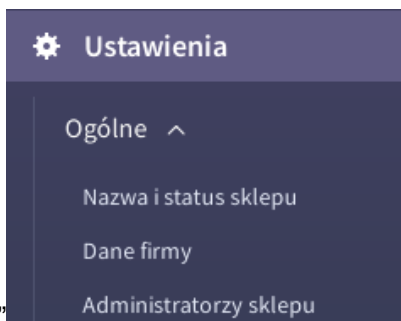 Ustawienia
Ogólne
Nazwa i status sklepu
Dane firmy
Administratorzy sklepu